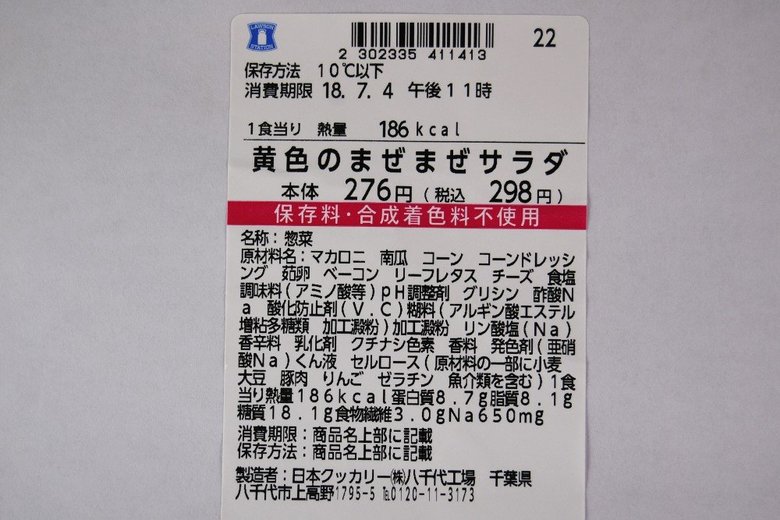 LAWSON
STATION
22
2 302335 411413
保存方法 10℃以下
消費期限 18.7.4 午後11時
1食当り 熱量 186kcal
黄色のまぜまぜサラダ
本体 276円(税込 298円)
保存料・合成着色料不使用
名称:惣菜
原材料名:マカロニ 南瓜 コーン コーンドレッシ
ング 茹卵 ベーコン リーフレタス チーズ 食塩
調味料(アミノ酸等)pH調整剤 グリシン 酢酸N
a 酸化防止剤(V.C)糊料(アルギン酸エステル
増粘多糖類 加工澱粉)加工澱粉 リン酸塩(Na)
香辛料 乳化剤 クチナシ色素 香料 発色剤(亜硝
酸Na)くん液 セルロース(原材料の一部に小麦
大豆 豚肉 りんご ゼラチン 魚介類を含む)1食
当り熱量186kcal蛋白質8.7g脂質8.1g
糖質18.1g食物繊維3.0gNa650mg
消費期限:商品名上部に記載
保存方法:商品名上部に記載
製造者:日本クッカリー㈱八千代工場 千葉県
八千代市上高野1795-5 ℡0120-11-3173